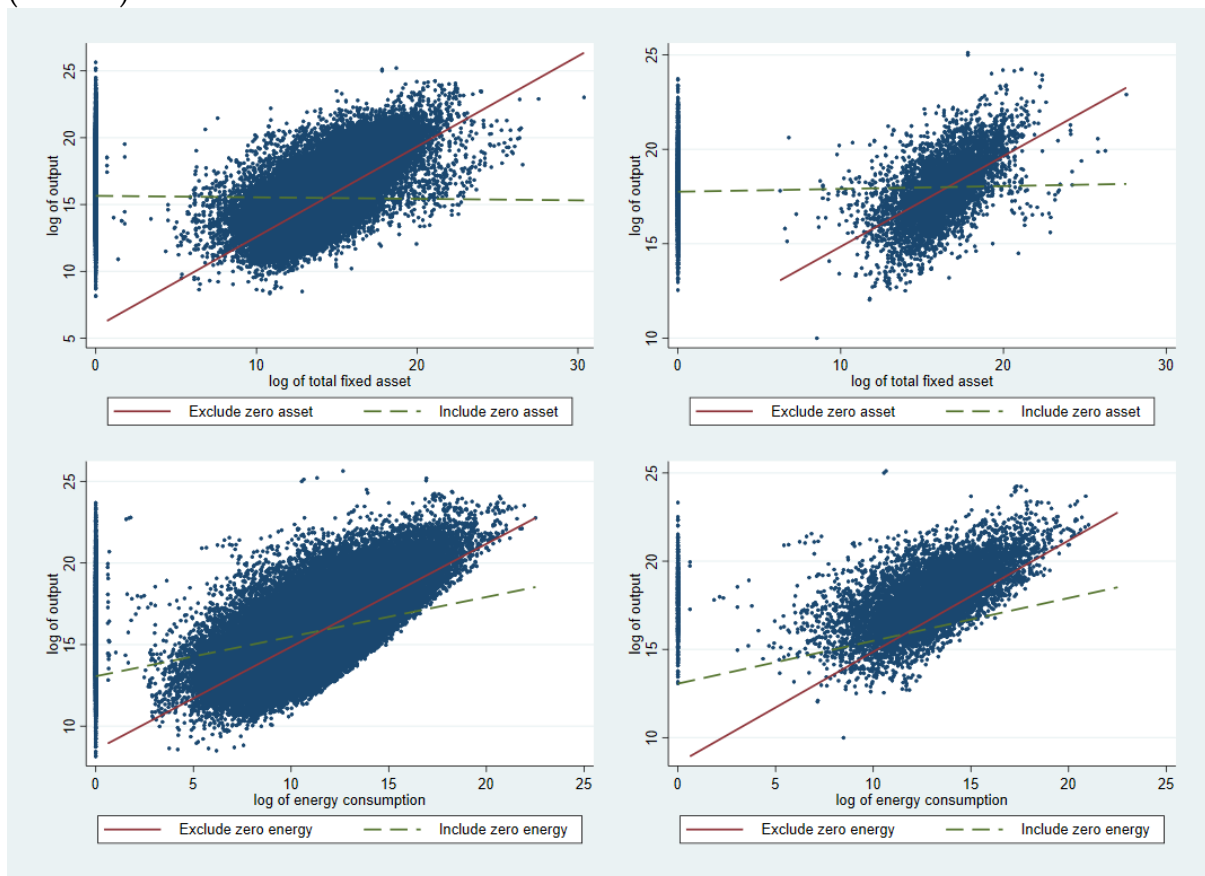 25
20
15
10
5
log of output
0
10
20
30
log of total fixed asset
Exclude zero asset
Include zero asset
25
20
15
10
log of output
0
10
20
30
log of total fixed asset
Exclude zero asset
Include zero asset
25
20
15
10
log of output
0
5
10
15
20
25
log of energy consumption
Exclude zero energy
Include zero energy
25
20
15
10
log of output
0
5
10
15
20
25
log of energy consumption
Exclude zero energy
Include zero energy